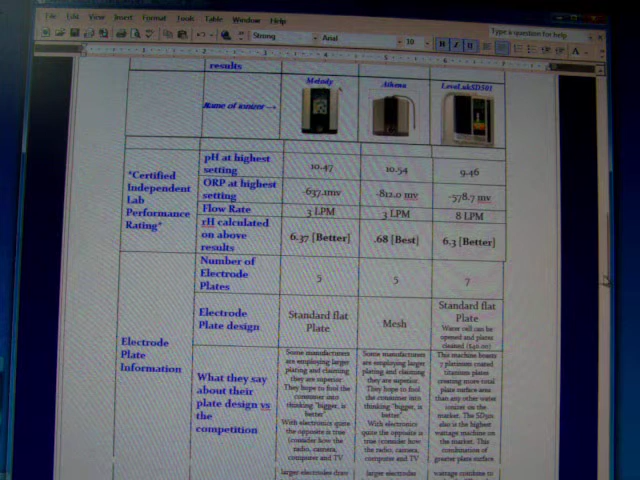 File Edit View Insert Format Tools Table Window Help
Type a question for help
Strong Arial 10 B I U
results
Melody Athena LeveLukSD501
Name of ionizer
*Certified Independent Lab Performance Rating*
pH at highest setting 10.47 10.54 9.46
ORP at highest setting -637.1mv -812.0 mv -578.7 mv
Flow Rate 3 LPM 3 LPM 8 LPM
rH calculated on above results 6.37 [Better] .68 [Best] 6.3 [Better]
Electrode Plate Information
Number of Electrode Plates 5 5 7
Electrode Plate design
Standard flat Plate
Mesh
Standard flat Plate
Water cell can be opened and plates cleaned
What they say about their plate design vs the competition
Some manufacturers
are employing larger
plating and claiming
they are superior.
They hope to fool the
consumer into
thinking "bigger, is
better"
With electronics quite
the opposite is true
(consider how the
radio, camera,
computer and TV
larger electrodes draw
Some manufacturers
are employing larger
plating and claiming
they are superior.
They hope to fool the
consumer into
thinking "bigger, is
better"
With electronics quite
the opposite is true
(consider how the
radio, camera,
computer and TV
larger electrodes
This machine boasts
7 platinum coated
titanium plates
creating more total
plate surface area
than any other water
ionizer on the
market. The
also is the highest
wattage machine on
the market. This
combination of
greater plate surface
wattage combine to